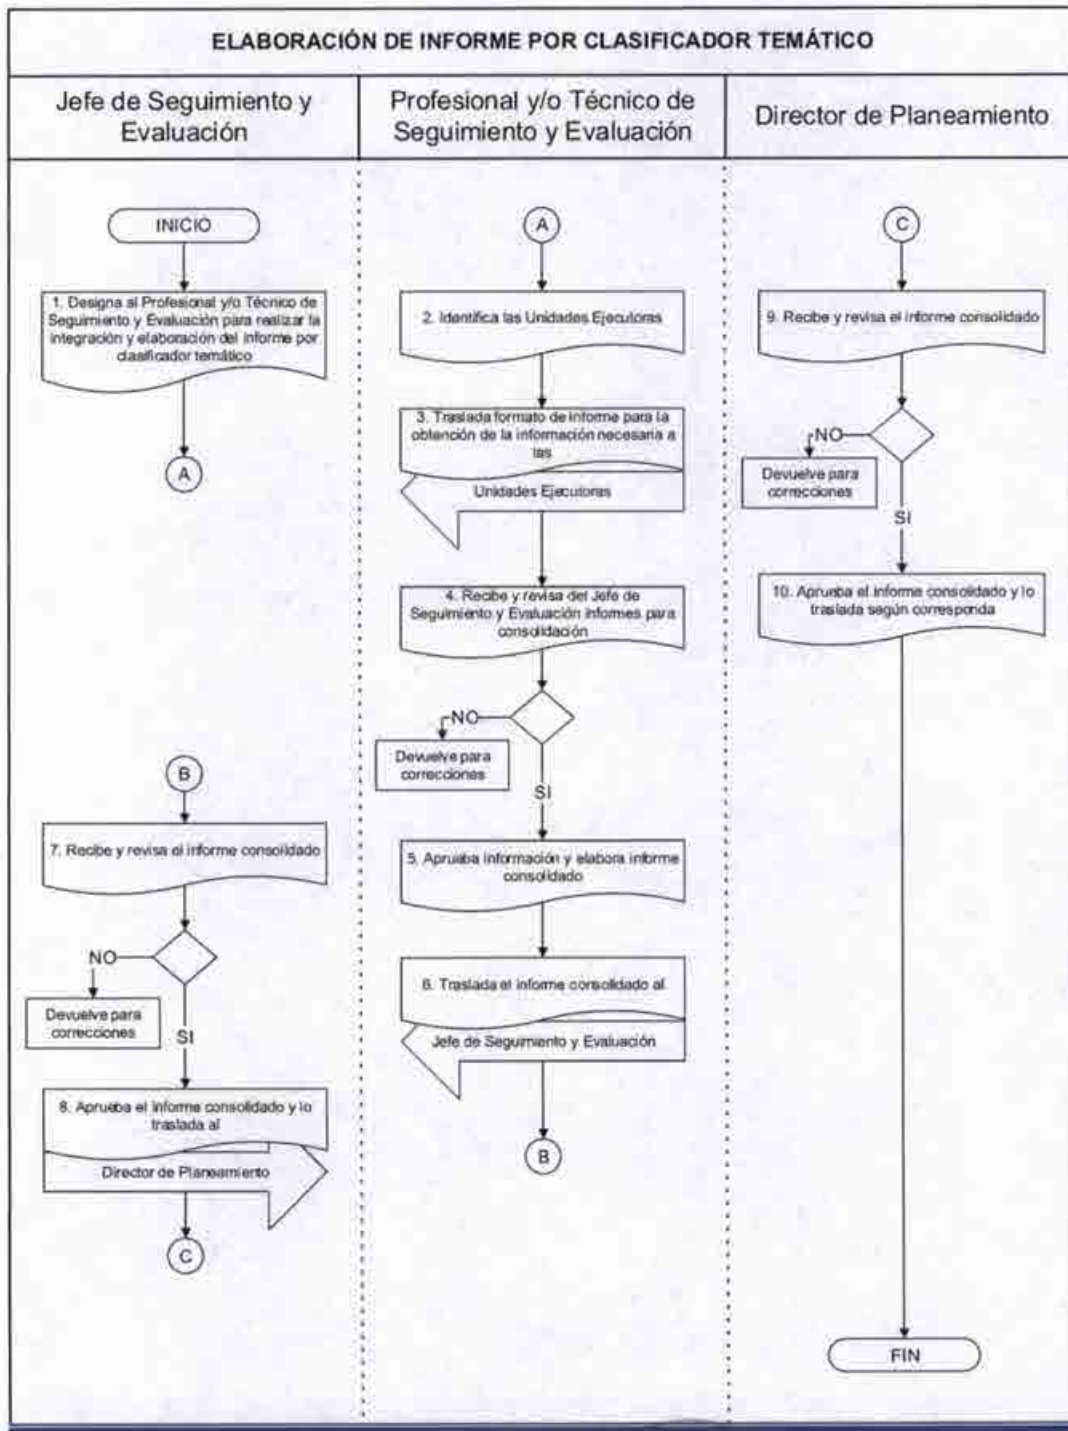 ELABORACIÓN DE INFORME POR CLASIFICADOR TEMÁTICO
Jefe de Seguimiento y
Evaluación
Profesional y/o Técnico de
Seguimiento y Evaluación
Director de Planeamiento
INICIO
1. Designa al Profesional y/o Técnico de
Seguimiento y Evaluación para realizar la
integración y elaboración del informe por
clasificador temático
A
B
7. Recibe y revisa el informe consolidado
NO
Devuelve para
correcciones
SI
8. Aprueba el informe consolidado y lo
traslada al
Director de Planeamiento
C
A
2. Identifica las Unidades Ejecutoras
3. Traslada formato de informe para la
obtención de la información necesaria a
las
Unidades Ejecutoras
4. Recibe y revisa del Jefe de
Seguimiento y Evaluación informes para
consolidación
NO
Devuelve para
correcciones
SI
5. Aprueba información y elabora informe
consolidado
6. Traslada el informe consolidado al
Jefe de Seguimiento y Evaluación
B
C
9. Recibe y revisa el informe consolidado
NO
Devuelve para
correcciones
SI
10. Aprueba el informe consolidado y lo
traslada según corresponda
FIN